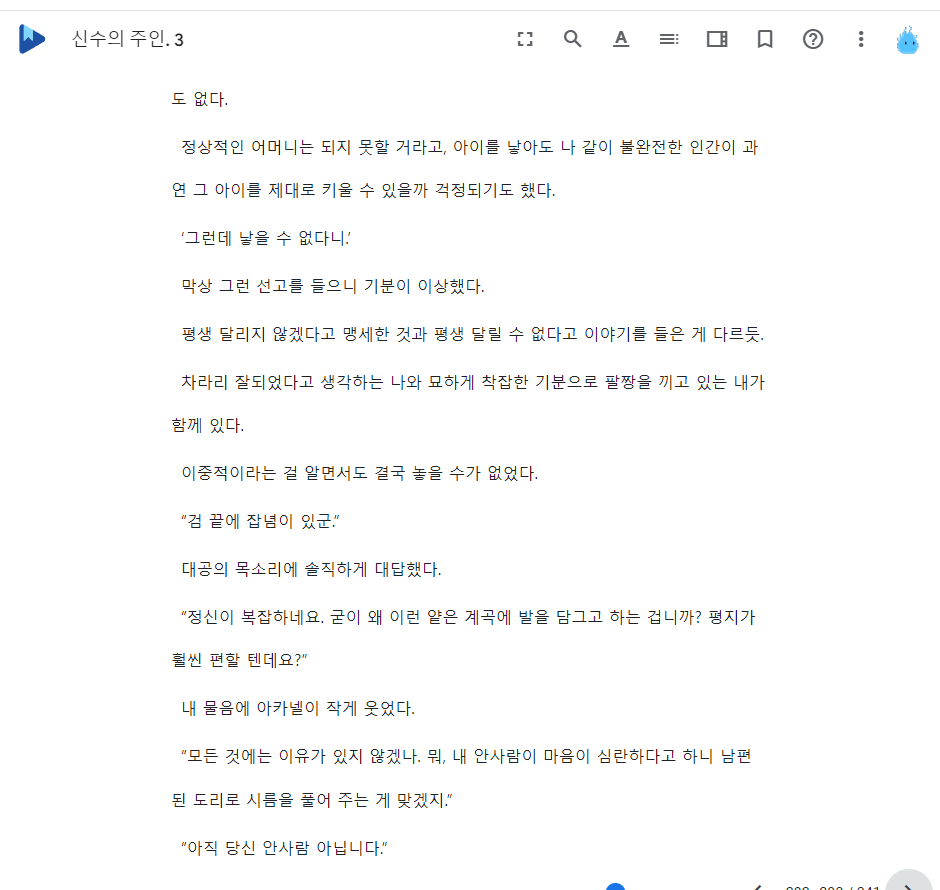 신수의 주인. 3
도 없다.
정상적인 어머니는 되지 못할 거라고, 아이를 낳아도 나 같이 불완전한 인간이 과
연 그 아이를 제대로 키울 수 있을까 걱정되기도 했다.
‘그런데 낳을 수 없다니.’
막상 그런 선고를 들으니 기분이 이상했다.
평생 달리지 않겠다고 맹세한 것과 평생 달릴 수 없다고 이야기를 들은 게 다르듯.
차라리 잘되었다고 생각하는 나와 묘하게 착잡한 기분으로 팔짱을 끼고 있는 내가
함께 있다.
이중적이라는 걸 알면서도 결국 놓을 수가 없었다.
“검 끝에 잡념이 있군.”
대공의 목소리에 솔직하게 대답했다.
“정신이 복잡하네요. 굳이 왜 이런 얕은 계곡에 발을 담그고 하는 겁니까? 평지가
훨씬 편할 텐데요?”
내 물음에 아카넬이 작게 웃었다.
“모든 것에는 이유가 있지 않겠나. 뭐, 내 안사람이 마음이 심란하다고 하니 남편
된 도리로 시름을 풀어 주는 게 맞겠지.”
“아직 당신 안사람 아닙니다.”